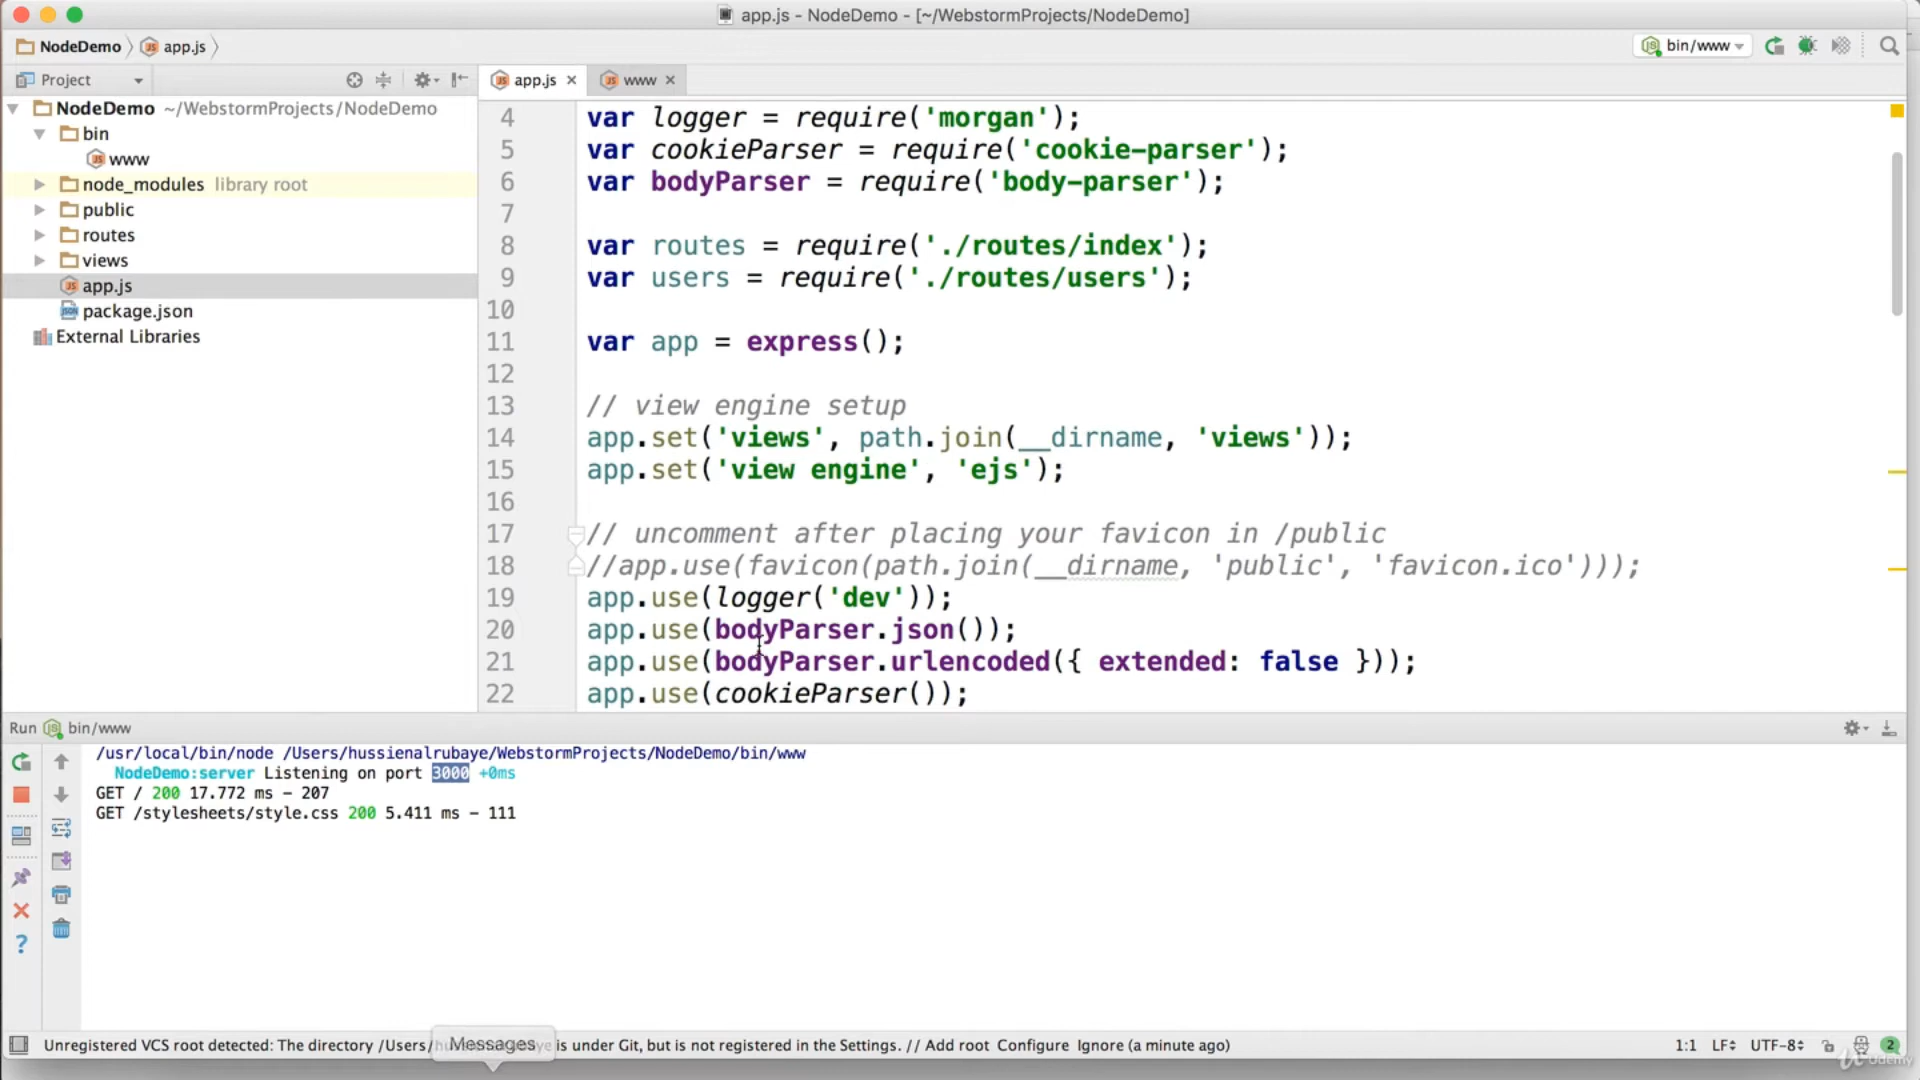 app.js - NodeDemo - [~/WebstormProjects/NodeDemo]
NodeDemo app.js
bin/www
Project
app.js
www
NodeDemo ~/WebstormProjects/NodeDemo
bin
www
node_modules library root
public
routes
views
app.js
package.json
External Libraries
4 var logger = require('morgan');
5 var cookieParser = require('cookie-parser');
6 var bodyParser = require('body-parser');
7
8 var routes = require('./routes/index');
9 var users = require('./routes/users');
10
11 var app = express();
12
13 // view engine setup
14 app.set('views', path.join(__dirname, 'views'));
15 app.set('view engine', 'ejs');
16
17 // uncomment after placing your favicon in /public
18 //app.use(favicon(path.join(__dirname, 'public', 'favicon.ico')));
19 app.use(logger('dev'));
20 app.use(bodyParser.json());
21 app.use(bodyParser.urlencoded({ extended: false }));
22 app.use(cookieParser());
Run bin/www
/usr/local/bin/node /Users/hussienalrubaye/WebstormProjects/NodeDemo/bin/www
NodeDemo:server Listening on port 3000 +0ms
GET / 200 17.772 ms - 207
GET /stylesheets/style.css 200 5.411 ms - 111
Unregistered VCS root detected: The directory /Users/ is under Git, but is not registered in the Settings. // Add root Configure Ignore (a minute ago)
Messages
1:1 LF UTF-8 2
Udemy